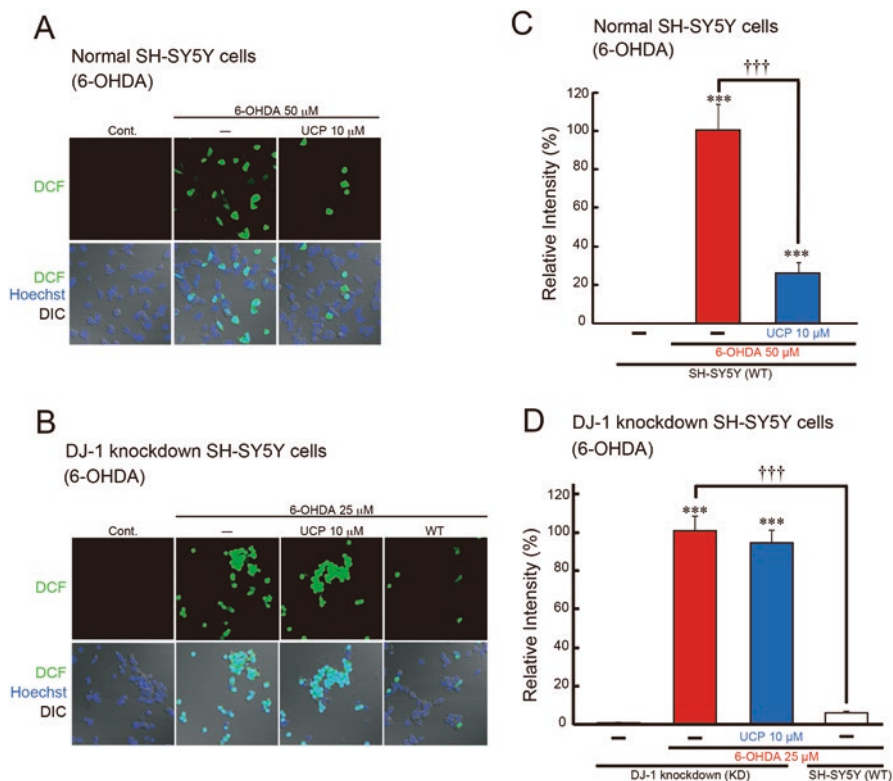 A
Normal SH-SY5Y cells
(6-OHDA)
6-OHDA 50 μM
Cont.
—
UCP 10 μM
DCF
DCF
Hoechst
DIC
B
DJ-1 knockdown SH-SY5Y cells
(6-OHDA)
6-OHDA 25 μM
Cont.
—
UCP 10 μM
WT
DCF
DCF
Hoechst
DIC
C
Normal SH-SY5Y cells
(6-OHDA)
†††
120
100
80
60
40
20
0
Relative Intensity (%)
***
***
–
–
UCP 10 μM
6-OHDA 50 μM
SH-SY5Y (WT)
D
DJ-1 knockdown SH-SY5Y cells
(6-OHDA)
†††
120
100
80
60
40
20
0
Relative Intensity (%)
***
***
–
–
UCP 10 μM
–
6-OHDA 25 μM
DJ-1 knockdown (KD)
SH-SY5Y (WT)